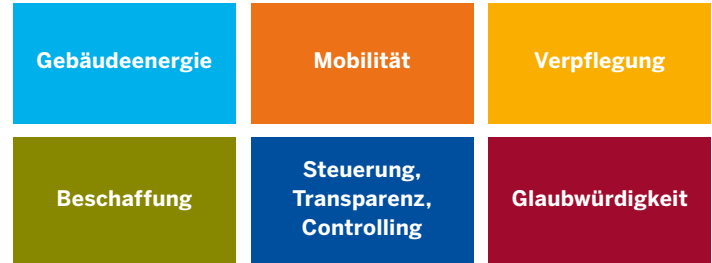 Gebäudeenergie
Mobilität
Verpflegung
Beschaffung
Steuerung,
Transparenz,
Controlling
Glaubwürdigkeit